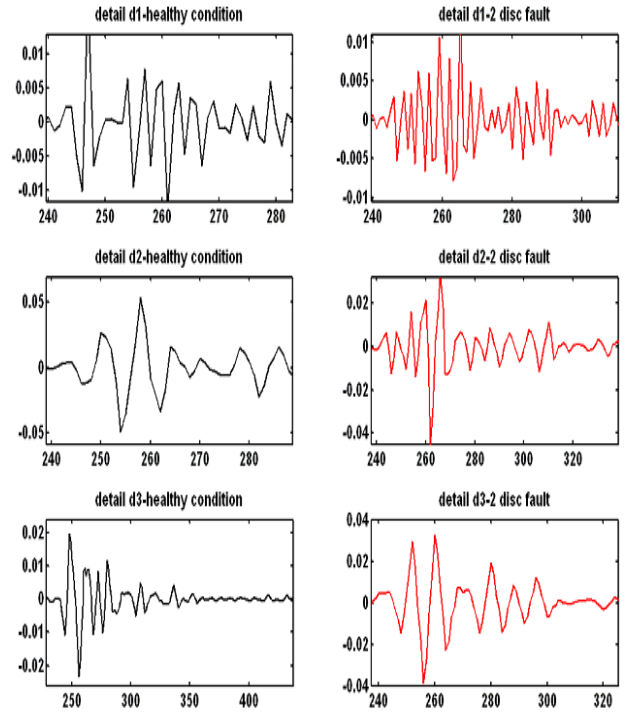 detail d1-healthy condition
0.01
0.005
0
-0.005
-0.01
240 250 260 270 280
detail d1-2 disc fault
0.01
0.005
0
-0.005
-0.01
240 260 280 300
detail d2-healthy condition
0.05
0
-0.05
240 250 260 270 280
detail d2-2 disc fault
0.02
0
-0.02
-0.04
240 260 280 300 320
detail d3-healthy condition
0.02
0.01
0
-0.01
-0.02
250 300 350 400
detail d3-2 disc fault
0.04
0.02
0
-0.02
-0.04
240 260 280 300 320